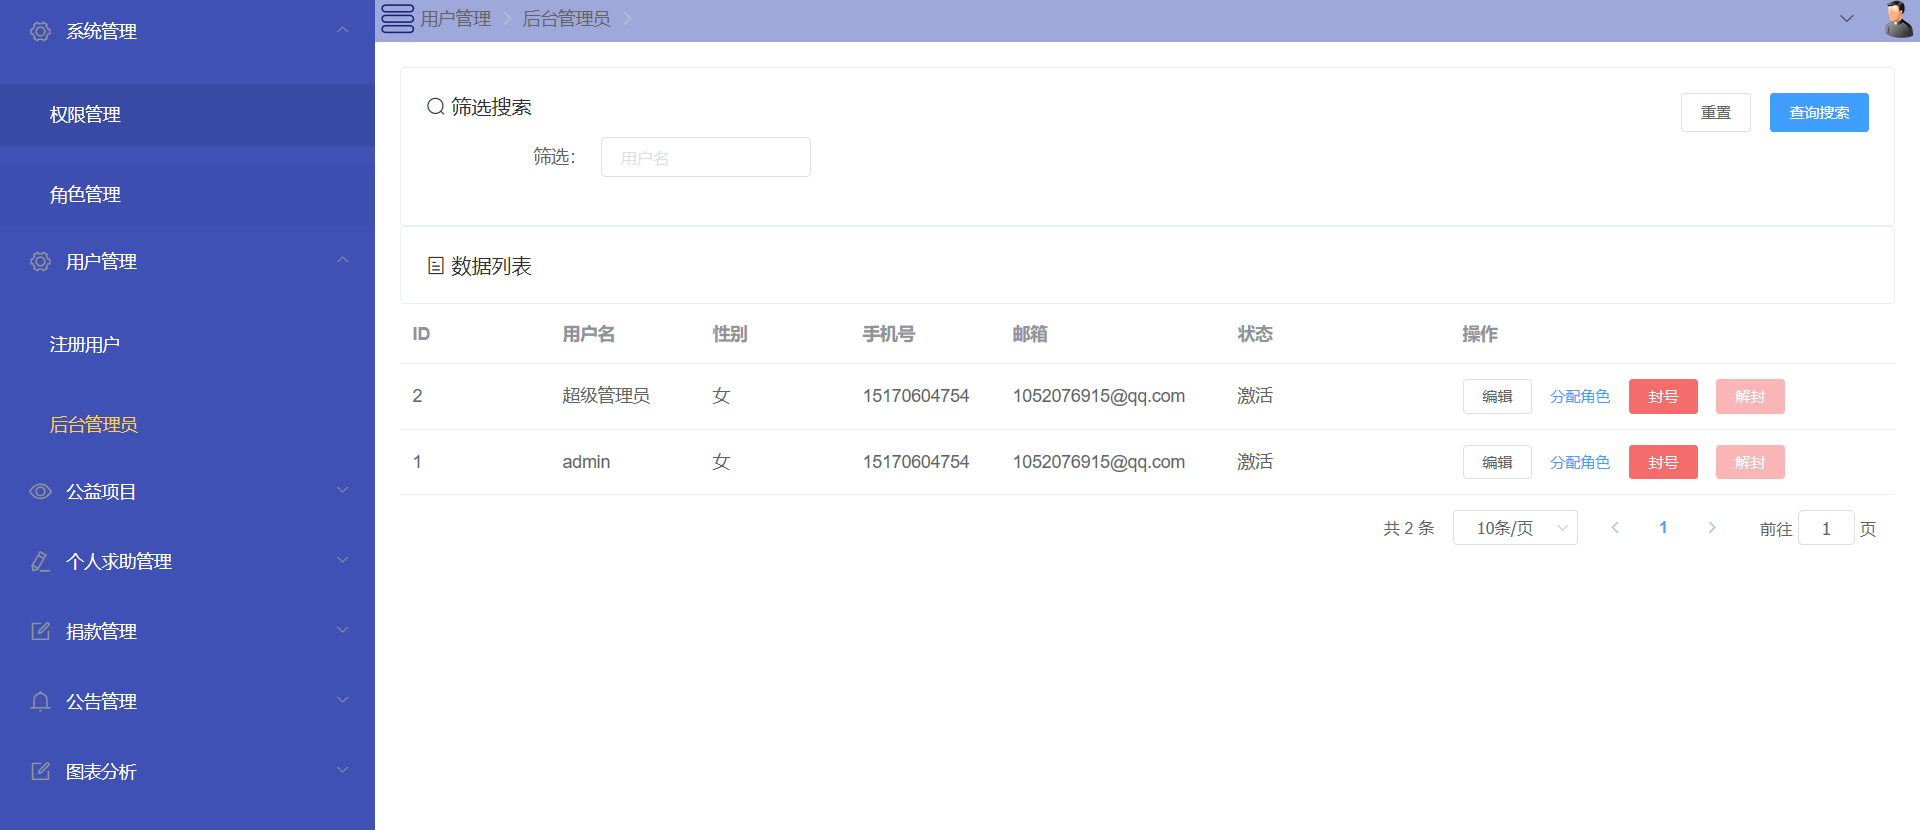 系统管理
权限管理
角色管理
用户管理
注册用户
后台管理员
公益项目
个人求助管理
捐款管理
公告管理
图表分析
用户管理 后台管理员
筛选搜索
重置 查询搜索
筛选： 用户名
数据列表
ID 用户名 性别 手机号 邮箱 状态 操作
2 超级管理员 女 15170604754 1052076915@qq.com 激活 编辑 分配角色 封号 解封
1 admin 女 15170604754 1052076915@qq.com 激活 编辑 分配角色 封号 解封
共 2 条 10条/页 1 前往 1 页